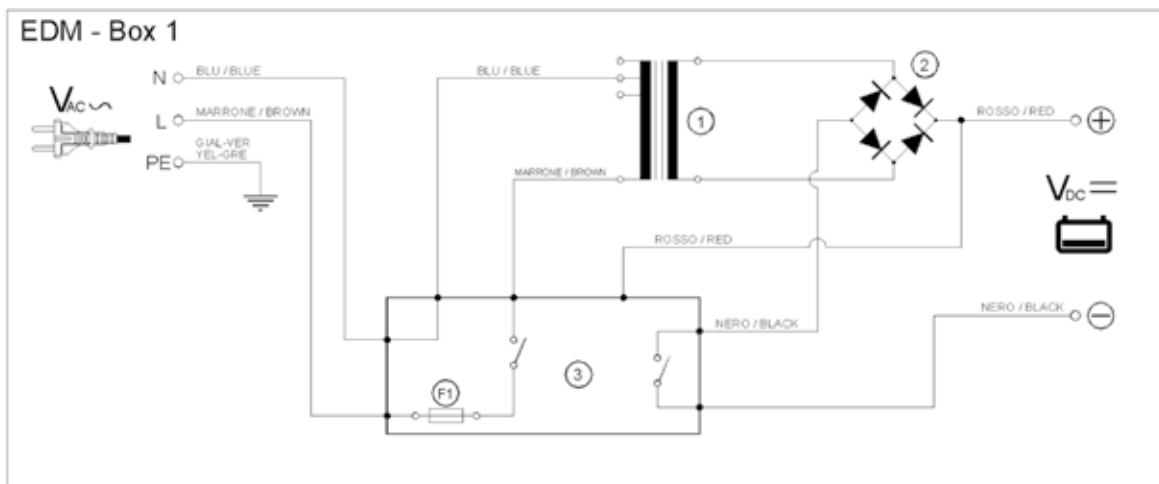 EDM - Box 1
N
BLU / BLUE
BLU / BLUE
2
VAC
MARRONE / BROWN
L
1
ROSSO / RED
+
GIAL-VER
YEL-GRE
PE
MARRONE / BROWN
VDC
ROSSO / RED
NERO / BLACK
NERO / BLACK
−
3
F1